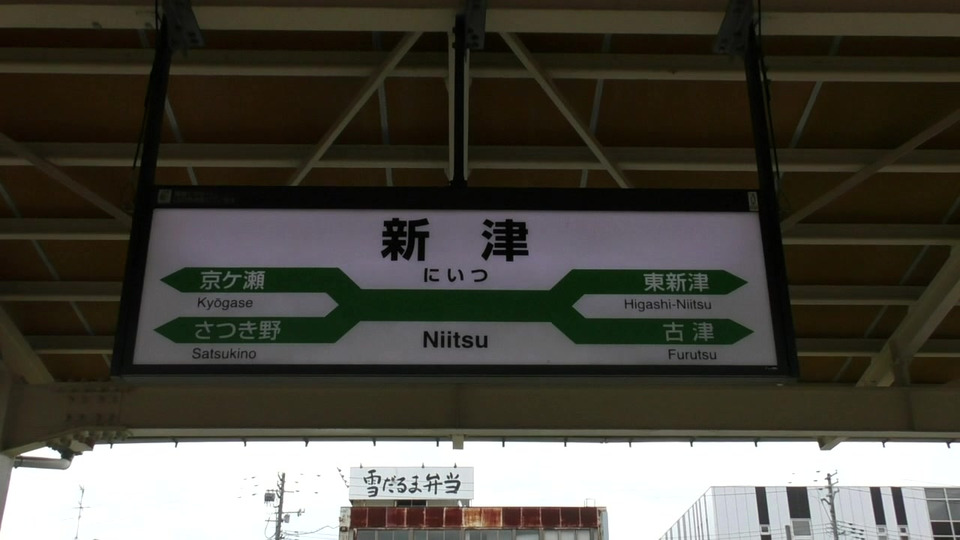 新津
にいつ
京ケ瀬
Kyōgase
東新津
Higashi-Niitsu
さつき野
Satsukino
Niitsu
古津
Furutsu
雪だるま弁当